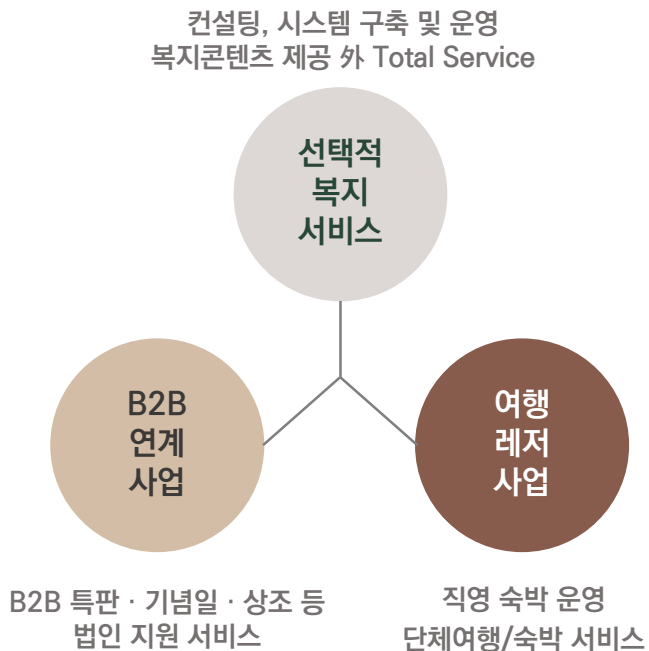 컨설팅, 시스템 구축 및 운영
복지콘텐츠 제공 外 Total Service
선택적
복지
서비스
B2B
연계
사업
여행
레저
사업
B2B 특판 · 기념일 · 상조 등
법인 지원 서비스
직영 숙박 운영
단체여행/숙박 서비스